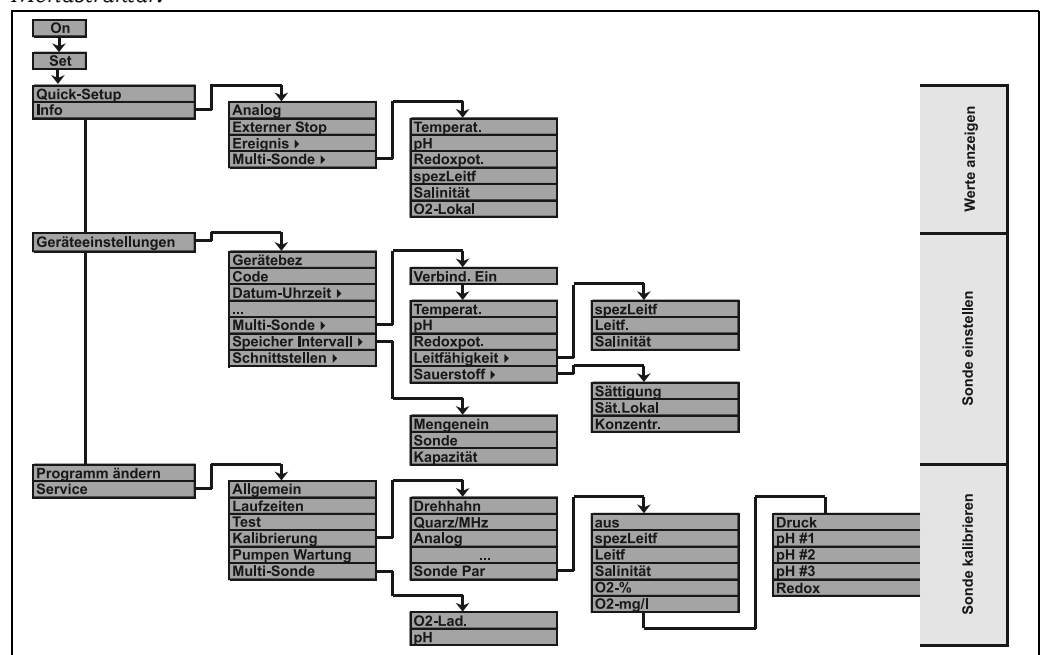 Menüstruktur:
On
Set
Quick-Setup
Info
Analog
Externer Stop
Ereignis ▸
Multi-Sonde ▸
Temperat.
pH
Redoxpot.
spezLeitf
Salinität
O2-Lokal
Werte anzeigen
Geräteeinstellungen
Gerätebez
Code
Datum-Uhrzeit ▸
...
Multi-Sonde ▸
Speicher Intervall ▸
Schnittstellen ▸
Verbind. Ein
Temperat.
pH
Redoxpot.
Leitfähigkeit ▸
Sauerstoff ▸
spezLeitf
Leitf.
Salinität
Sättigung
Sät.Lokal
Konzentr.
Mengenein
Sonde
Kapazität
Sonde einstellen
Programm ändern
Service
Allgemein
Laufzeiten
Test
Kalibrierung
Pumpen Wartung
Multi-Sonde
Drehhahn
Quarz/MHz
Analog
...
Sonde Par
O2-Lad.
pH
aus
spezLeitf
Leitf
Salinität
O2-%
O2-mg/l
Druck
pH #1
pH #2
pH #3
Redox
Sonde kalibrieren